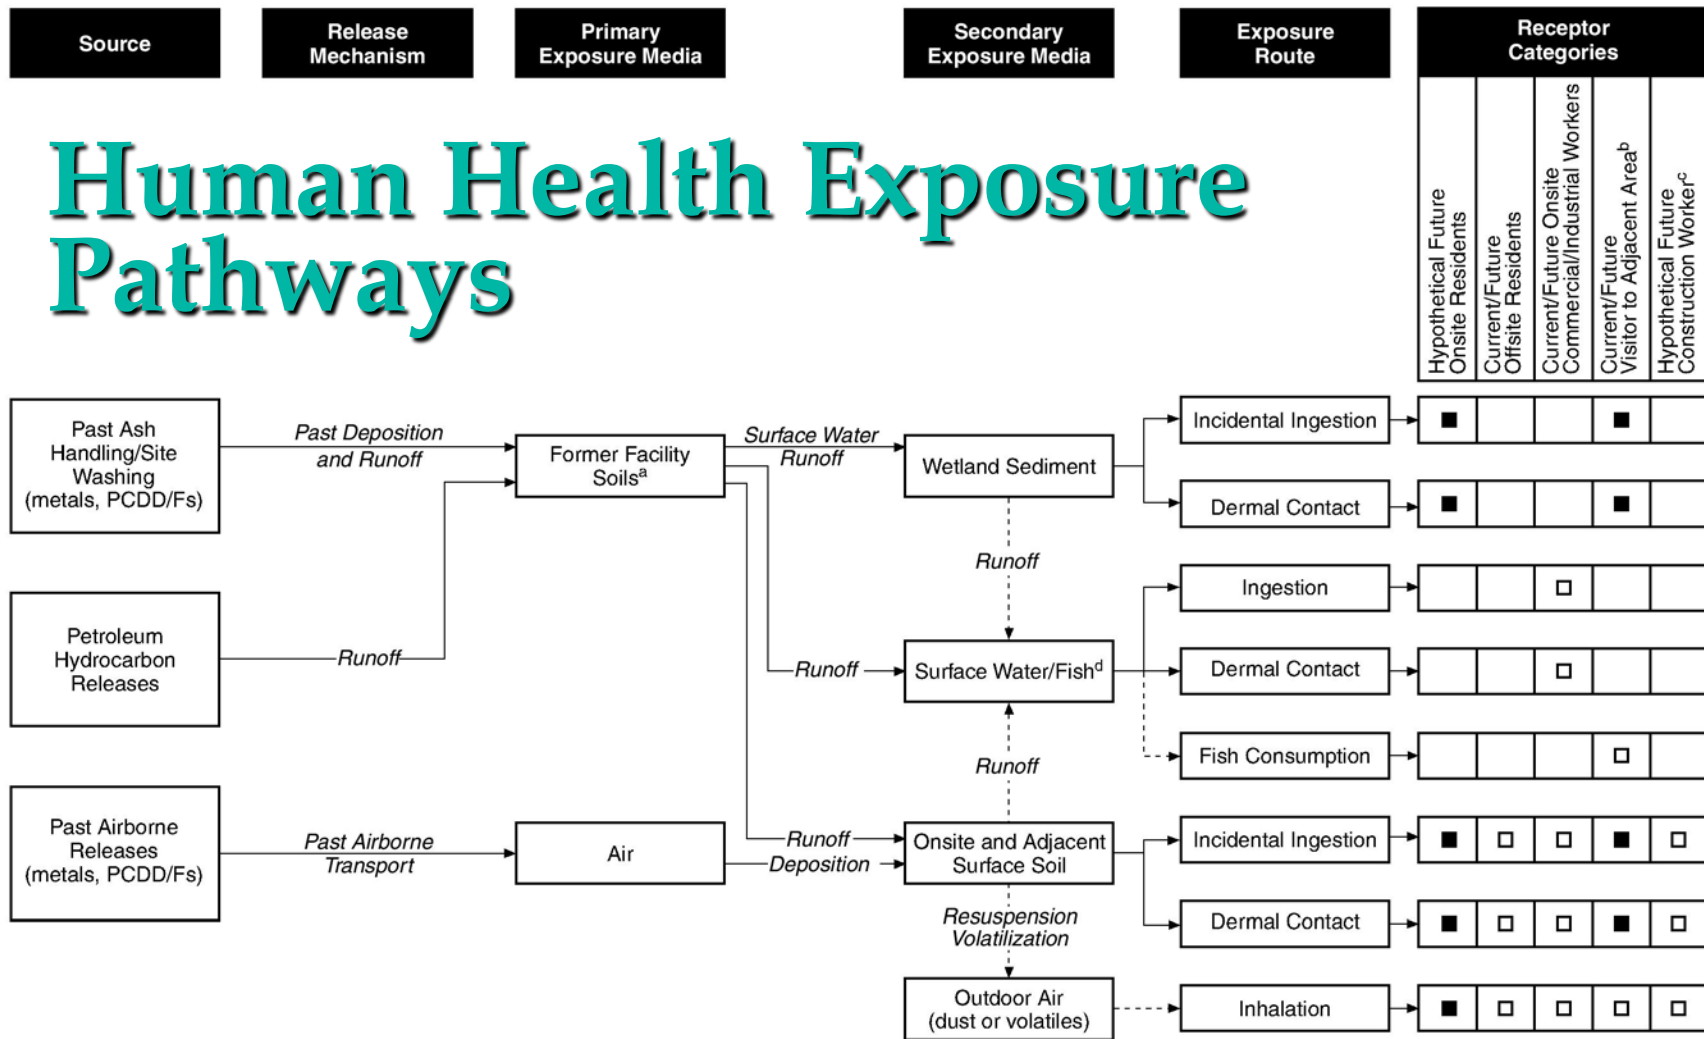 Source
Release
Mechanism
Primary
Exposure Media
Secondary
Exposure Media
Exposure
Route
Receptor
Categories
Human Health Exposure
Pathways
Hypothetical Future
Onsite Residents
Current/Future
Offsite Residents
Current/Future Onsite
Commercial/Industrial Workers
Current/Future
Visitor to Adjacent Area^b
Hypothetical Future
Construction Worker^c
Past Ash
Handling/Site
Washing
(metals, PCDD/Fs)
Past Deposition
and Runoff
Former Facility
Soils^a
Surface Water
Runoff
Wetland Sediment
Incidental Ingestion
Dermal Contact
Runoff
Ingestion
Petroleum
Hydrocarbon
Releases
Runoff
Runoff
Surface Water/Fish^d
Dermal Contact
Runoff
Fish Consumption
Past Airborne
Releases
(metals, PCDD/Fs)
Past Airborne
Transport
Air
Runoff
Deposition
Onsite and Adjacent
Surface Soil
Incidental Ingestion
Resuspension
Volatilization
Dermal Contact
Outdoor Air
(dust or volatiles)
Inhalation